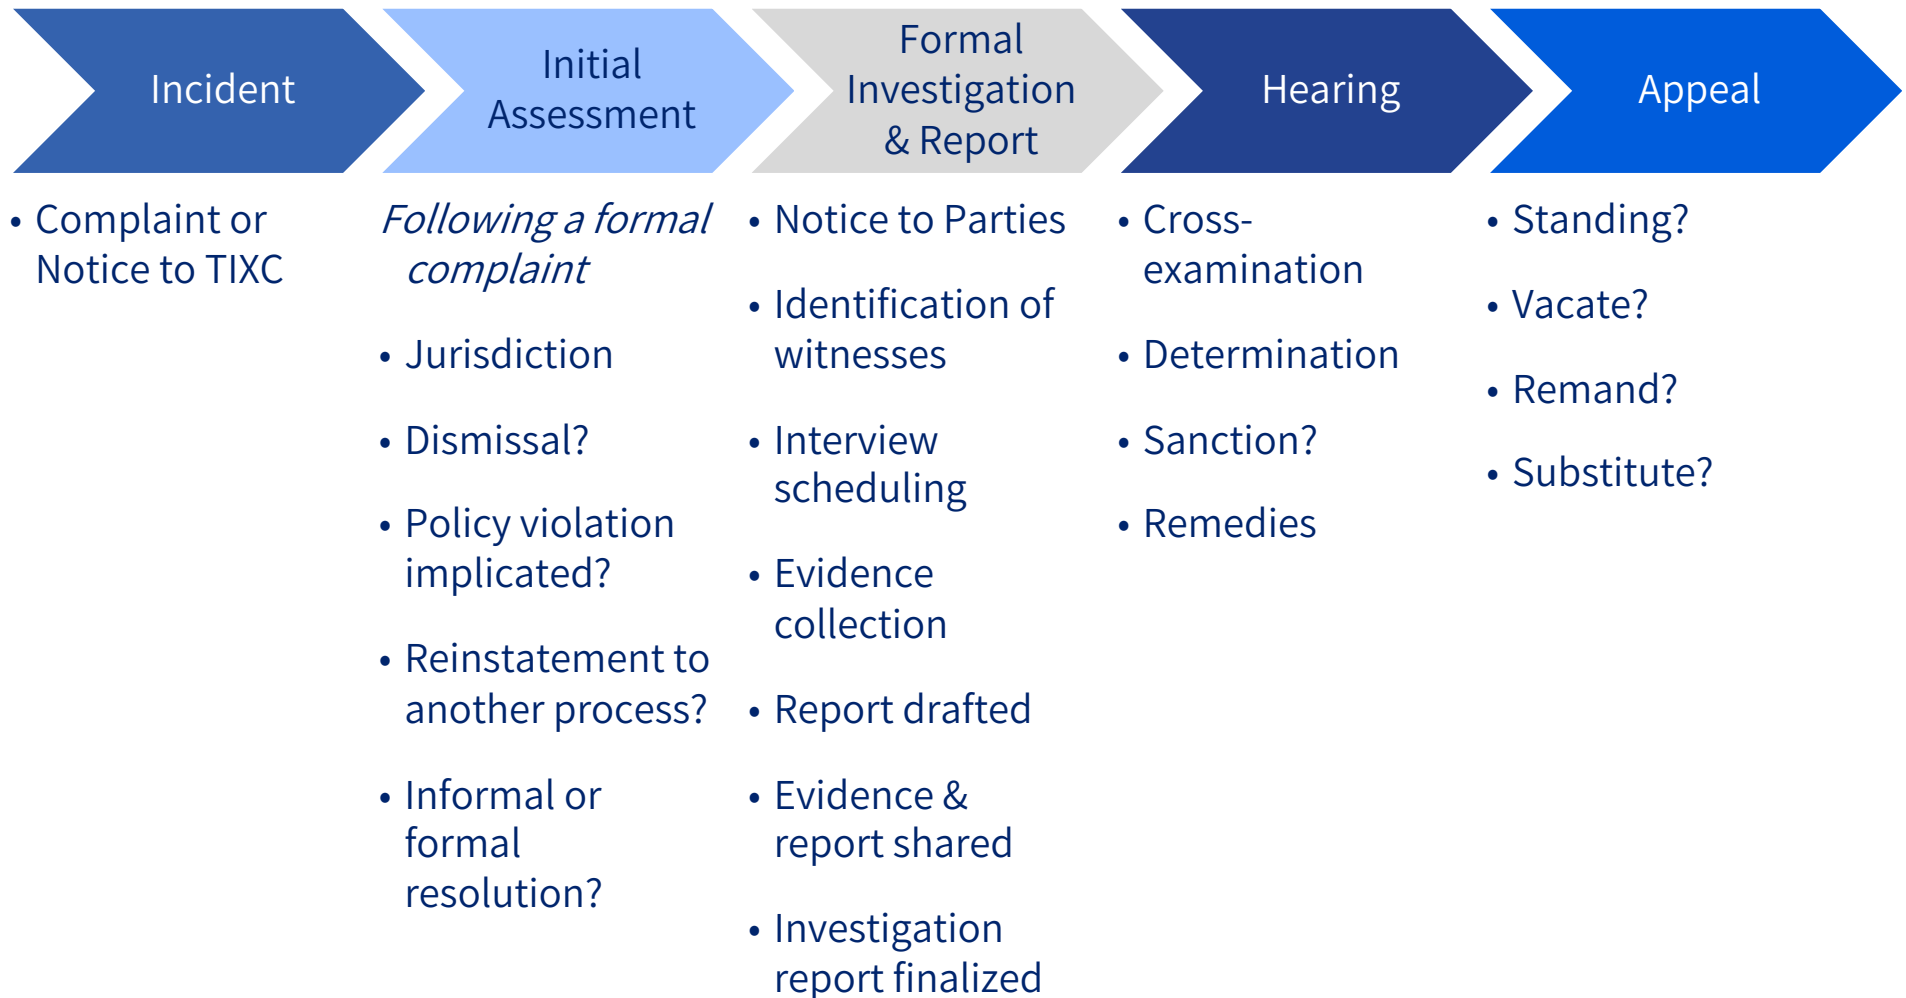 Incident
Initial
Assessment
Formal
Investigation
& Report
Hearing
Appeal
• Complaint or
Notice to TIXC
Following a formal
complaint
• Jurisdiction
• Dismissal?
• Policy violation
implicated?
• Reinstatement to
another process?
• Informal or
formal
resolution?
• Notice to Parties
• Identification of
witnesses
• Interview
scheduling
• Evidence
collection
• Report drafted
• Evidence &
report shared
• Investigation
report finalized
• Cross-
examination
• Determination
• Sanction?
• Remedies
• Standing?
• Vacate?
• Remand?
• Substitute?